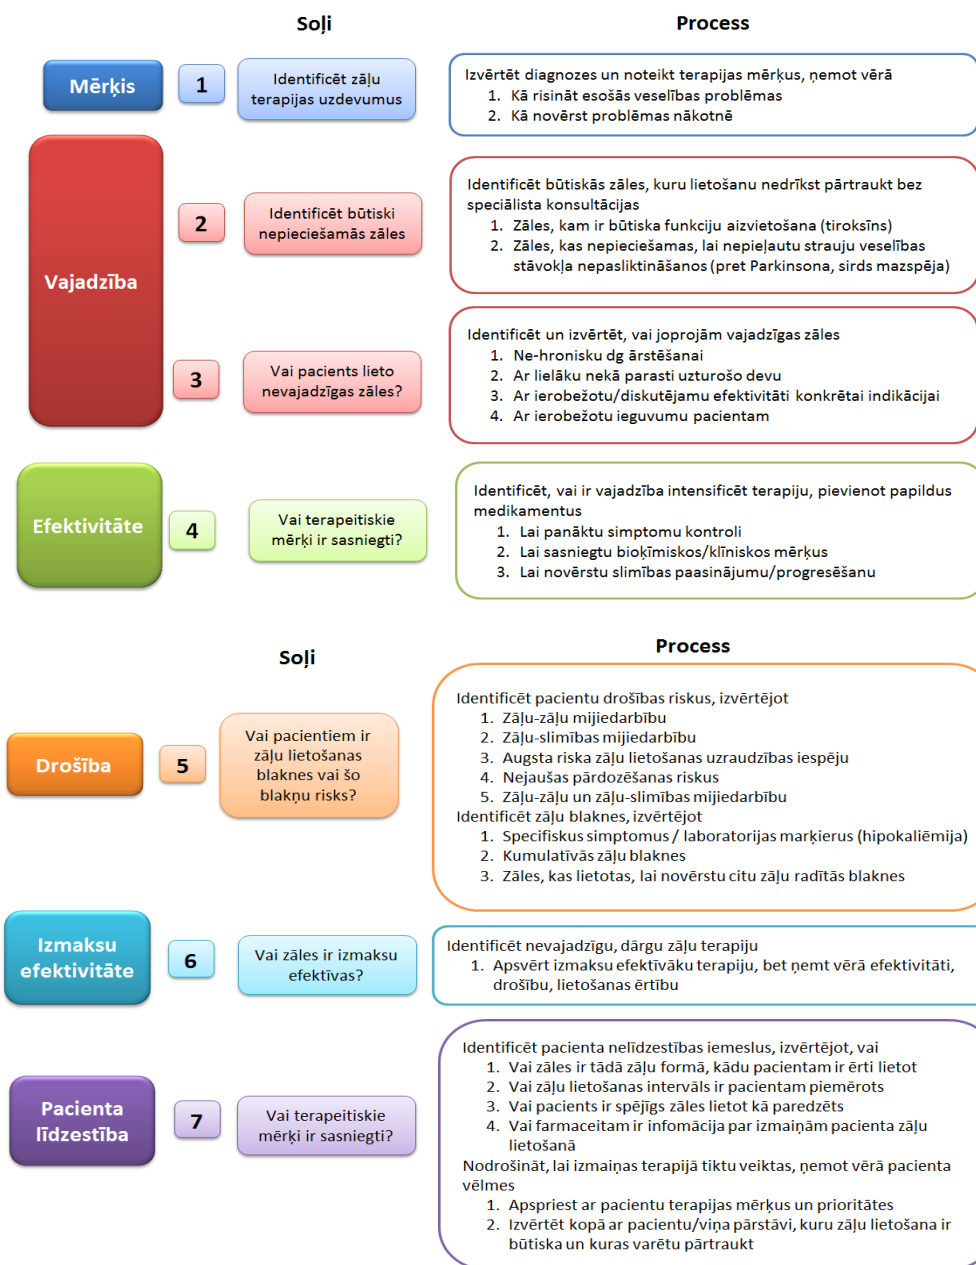 Soļi
Process
Mērķis
1
Identificēt zāļu
terapijas uzdevumus
Izvērtēt diagnozes un noteikt terapijas mērķus, ņemot vērā
1. Kā risināt esošās veselības problēmas
2. Kā novērst problēmas nākotnē
Vajadzība
2
Identificēt būtiski
nepieciešamās zāles
Identificēt būtiskās zāles, kuru lietošanu nedrīkst pārtraukt bez
speciālista konsultācijas
1. Zāles, kam ir būtiska funkciju aizvietošana (tiroksīns)
2. Zāles, kas nepieciešamas, lai nepieļautu strauju veselības
stāvokļa nepasliktināšanos (pret Parkinsona, sirds mazspēja)
3
Vai pacients lieto
nevajadzīgas zāles?
Identificēt un izvērtēt, vai joprojām vajadzīgas zāles
1. Ne-hronisku dg ārstēšanai
2. Ar lielāku nekā parasti uzturošo devu
3. Ar ierobežotu/diskutējamu efektivitāti konkrētai indikācijai
4. Ar ierobežotu ieguvumu pacientam
Efektivitāte
4
Vai terapeitiskie
mērķi ir sasniegti?
Identificēt, vai ir vajadzība intensificēt terapiju, pievienot papildus
medikamentus
1. Lai panāktu simptomu kontroli
2. Lai sasniegtu bioķīmiskos/klīniskos mērķus
3. Lai novērstu slimības paasinājumu/progresēšanu
Soļi
Process
Drošība
5
Vai pacientiem ir
zāļu lietošanas
blaknes vai šo
blakņu risks?
Identificēt pacientu drošības riskus, izvērtējot
1. Zāļu-zāļu mijiedarbību
2. Zāļu-slimības mijiedarbību
3. Augsta riska zāļu lietošanas uzraudzības iespēju
4. Nejaušas pārdozēšanas riskus
5. Zāļu-zāļu un zāļu-slimības mijiedarbību
Identificēt zāļu blaknes, izvērtējot
1. Specifiskus simptomus / laboratorijas marķierus (hipokaliēmija)
2. Kumulatīvās zāļu blaknes
3. Zāles, kas lietotas, lai novērstu citu zāļu radītās blaknes
Izmaksu
efektivitāte
6
Vai zāles ir izmaksu
efektīvas?
Identificēt nevajadzīgu, dārgu zāļu terapiju
1. Apsvērt izmaksu efektīvāku terapiju, bet ņemt vērā efektivitāti,
drošību, lietošanas ērtību
Pacienta
līdzestība
7
Vai terapeitiskie
mērķi ir sasniegti?
Identificēt pacienta nelīdzestības iemeslus, izvērtējot, vai
1. Vai zāles ir tādā zāļu formā, kādu pacientam ir ērti lietot
2. Vai zāļu lietošanas intervāls ir pacientam piemērots
3. Vai pacients ir spējīgs zāles lietot kā paredzēts
4. Vai farmaceitam ir infomācija par izmaiņām pacienta zāļu
lietošanā
Nodrošināt, lai izmaiņas terapijā tiktu veiktas, ņemot vērā pacienta
vēlmes
1. Apspriest ar pacientu terapijas mērķus un prioritātes
2. Izvērtēt kopā ar pacientu/viņa pārstāvi, kuru zāļu lietošana ir
būtiska un kuras varētu pārtraukt